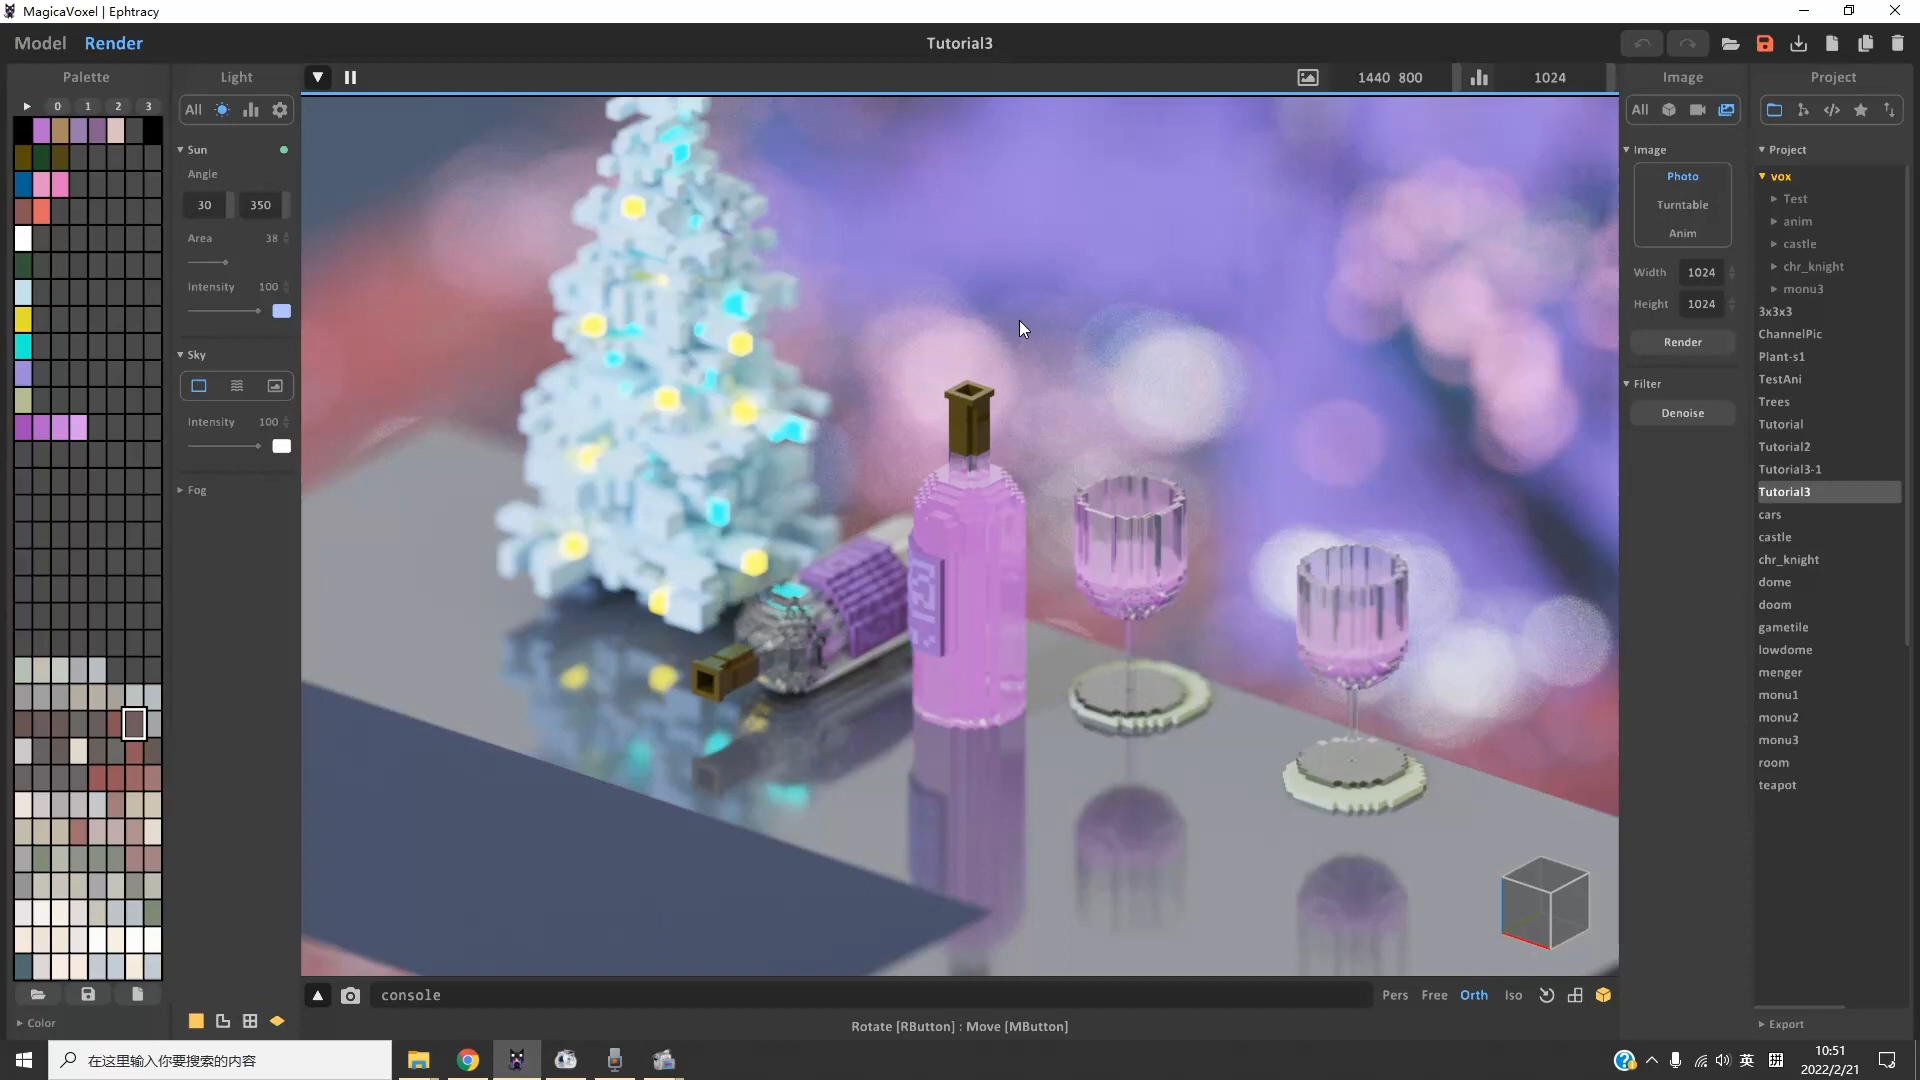 MagicaVoxel | Ephtracy
Model Render
Tutorial3
Palette
Light
1440 800
1024
Image
Project
0 1 2 3
All
Sun
Angle
30 350
Area 38
Intensity 100
Sky
Intensity 100
Fog
All
Image
Photo
Turntable
Anim
Width 1024
Height 1024
Render
Filter
Denoise
Project
vox
Test
anim
castle
chr_knight
monu3
3x3x3
ChannelPic
Plant-s1
TestAni
Trees
Tutorial
Tutorial2
Tutorial3-1
Tutorial3
cars
castle
chr_knight
dome
doom
gametile
lowdome
menger
monu1
monu2
monu3
room
teapot
console
Pers Free Orth Iso
Color
Rotate [RButton] : Move [MButton]
Export
在这里输入你要搜索的内容
英
拼
10:51
2022/2/21